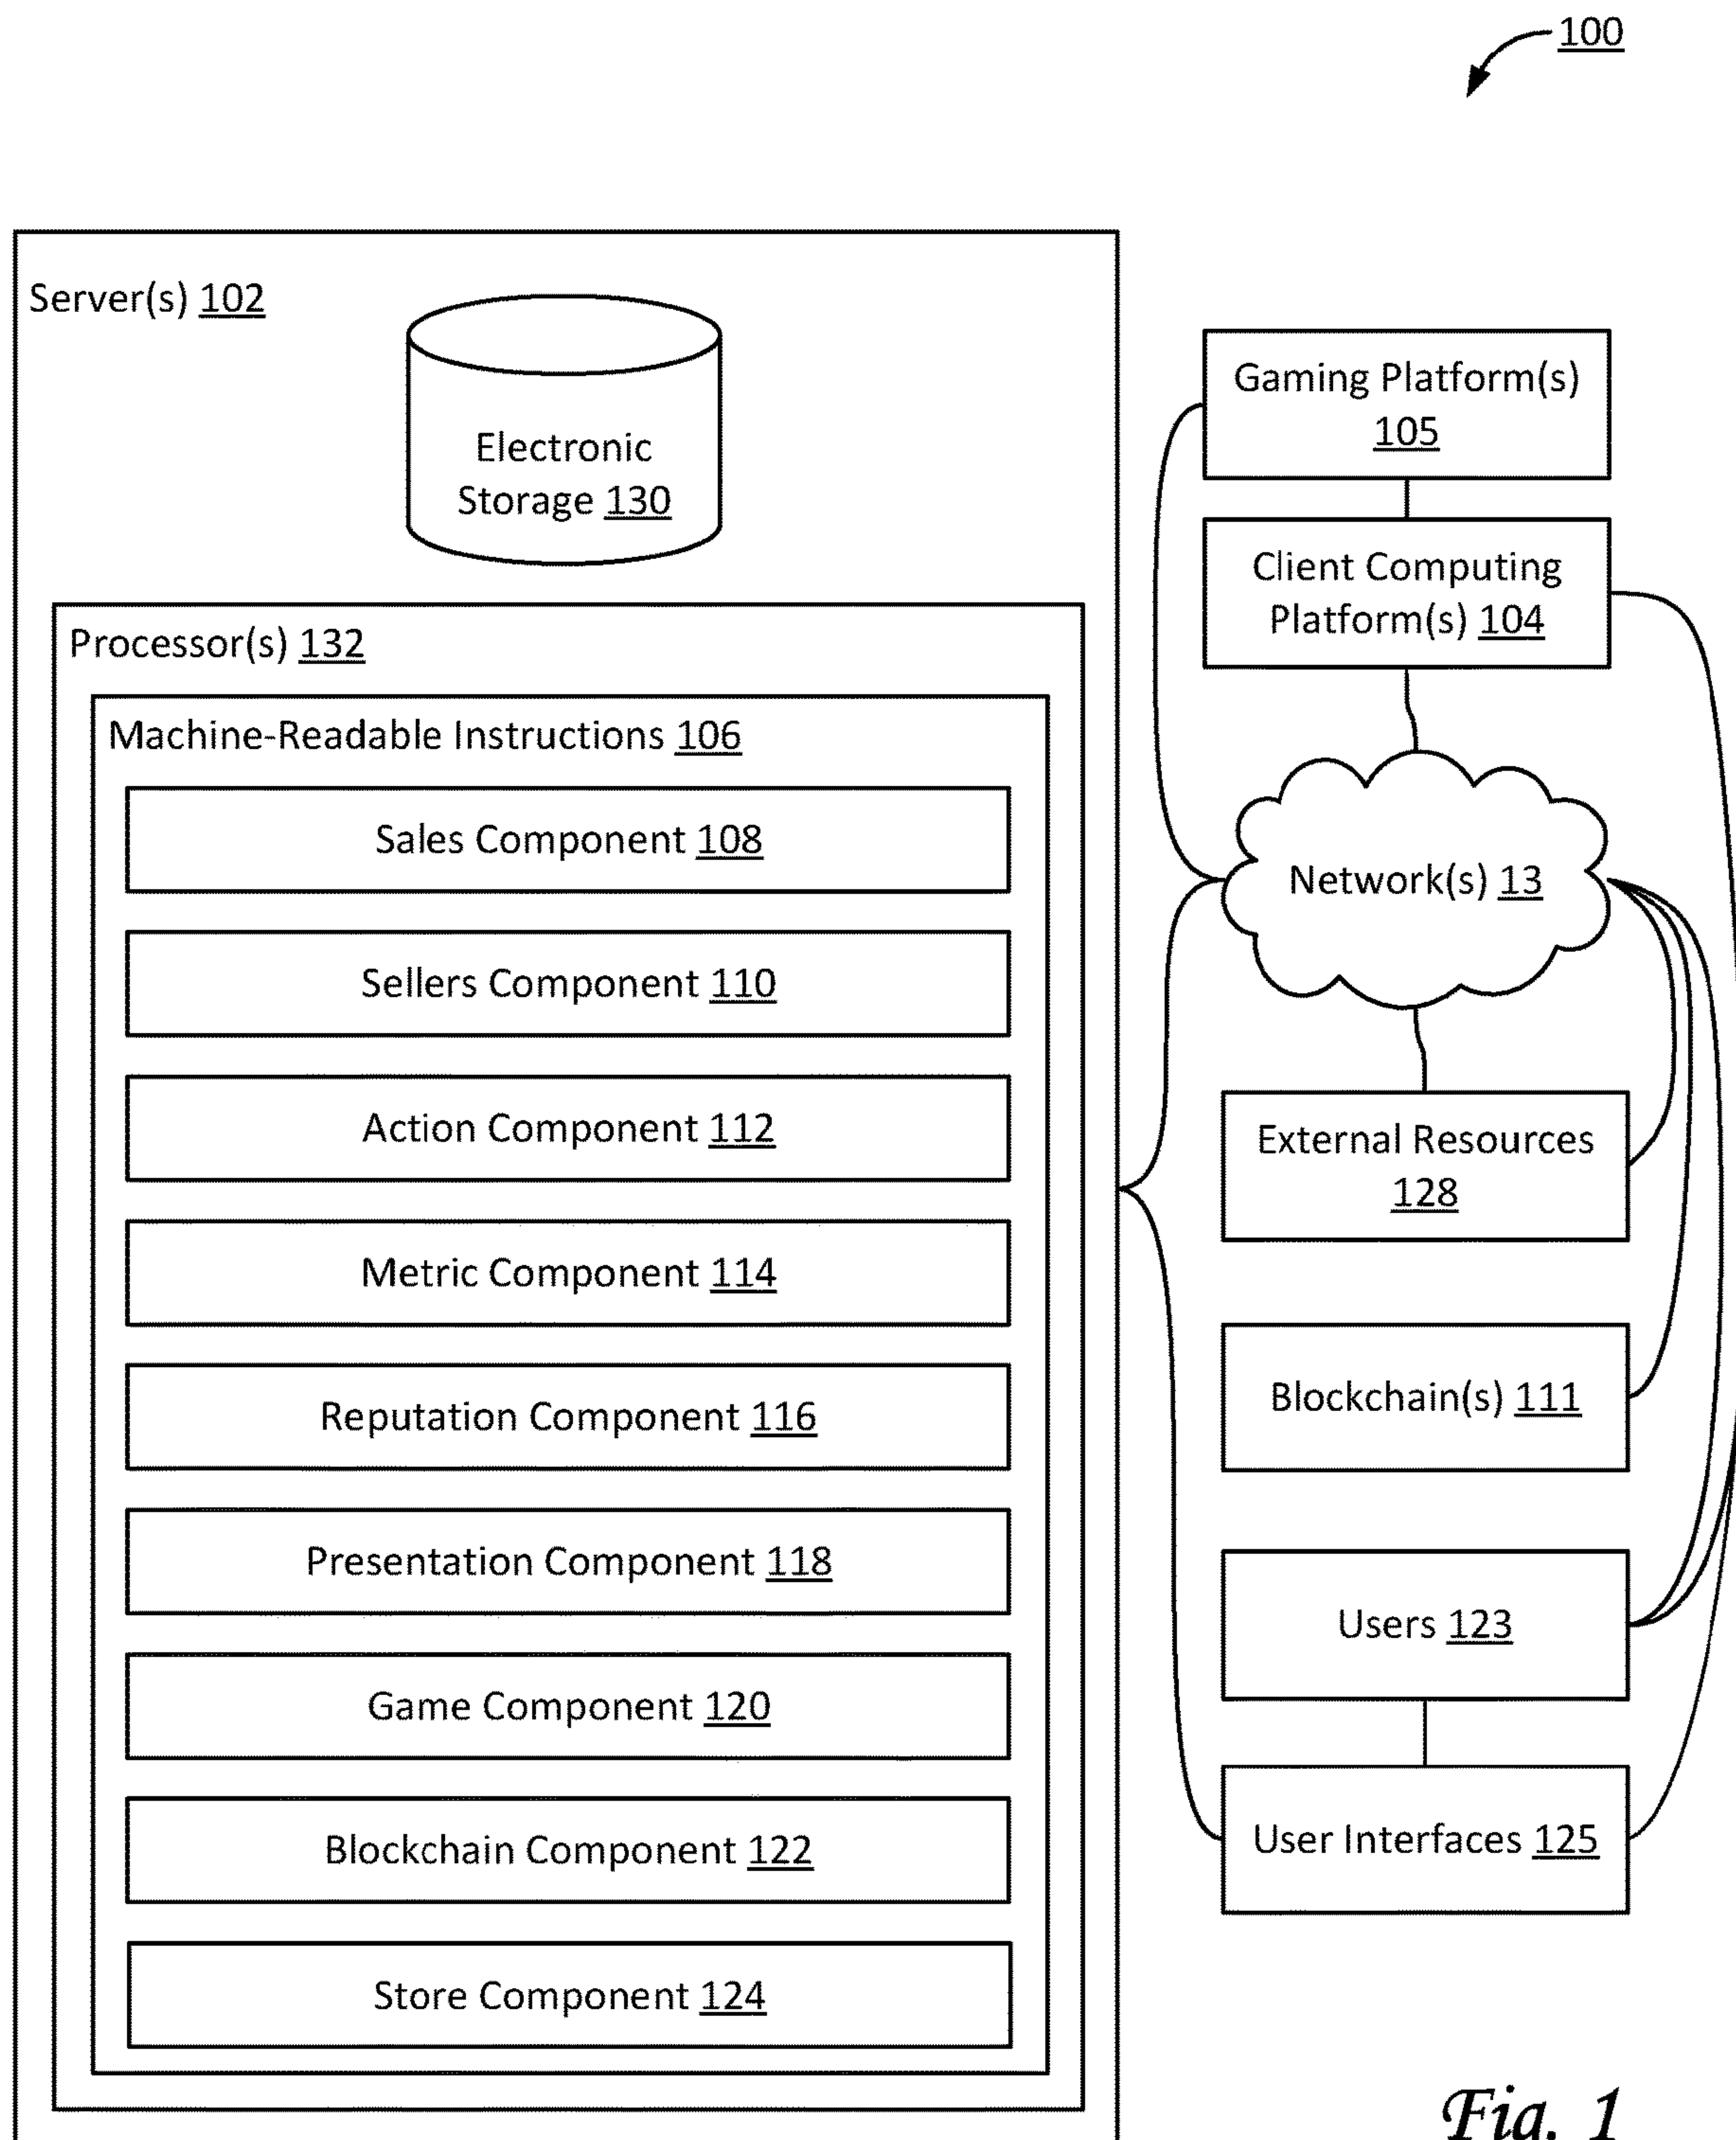 100
Server(s) 102
Electronic
Storage 130
Processor(s) 132
Machine-Readable Instructions 106
Sales Component 108
Sellers Component 110
Action Component 112
Metric Component 114
Reputation Component 116
Presentation Component 118
Game Component 120
Blockchain Component 122
Store Component 124
Gaming Platform(s)
105
Client Computing
Platform(s) 104
Network(s) 13
External Resources
128
Blockchain(s) 111
Users 123
User Interfaces 125
Fig. 1